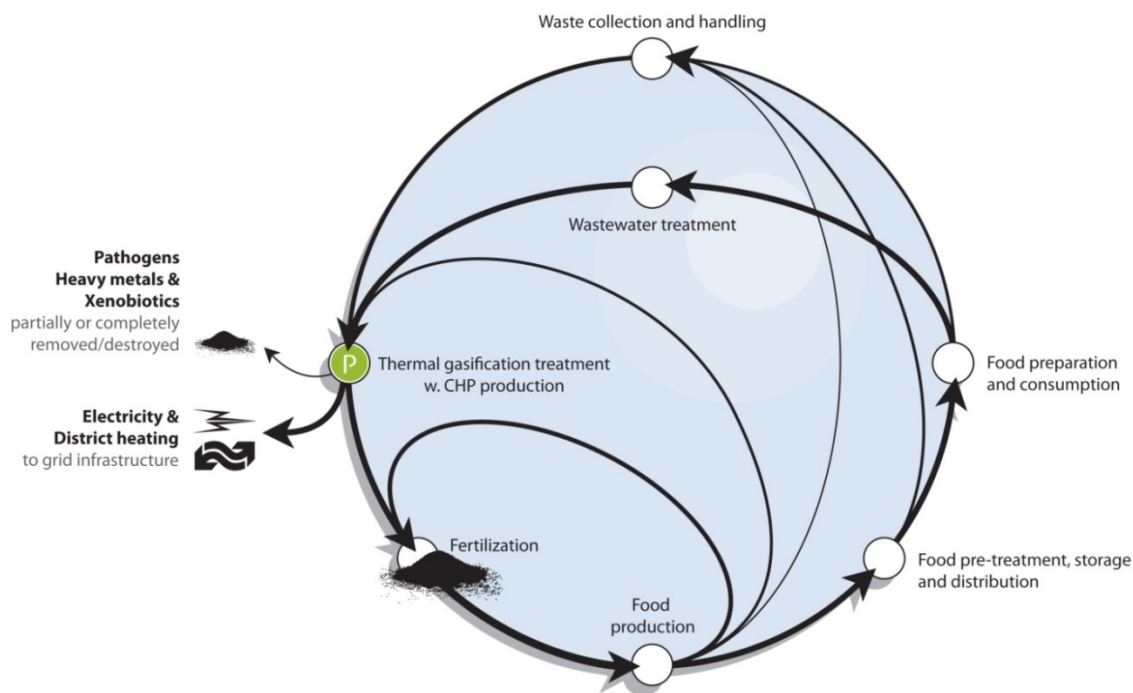 Waste collection and handling
Wastewater treatment
Pathogens
Heavy metals &
Xenobiotics
partially or completely
removed/destroyed
P
Thermal gasification treatment
w. CHP production
Food preparation
and consumption
Electricity &
District heating
to grid infrastructure
Fertilization
Food pre-treatment, storage
and distribution
Food
production